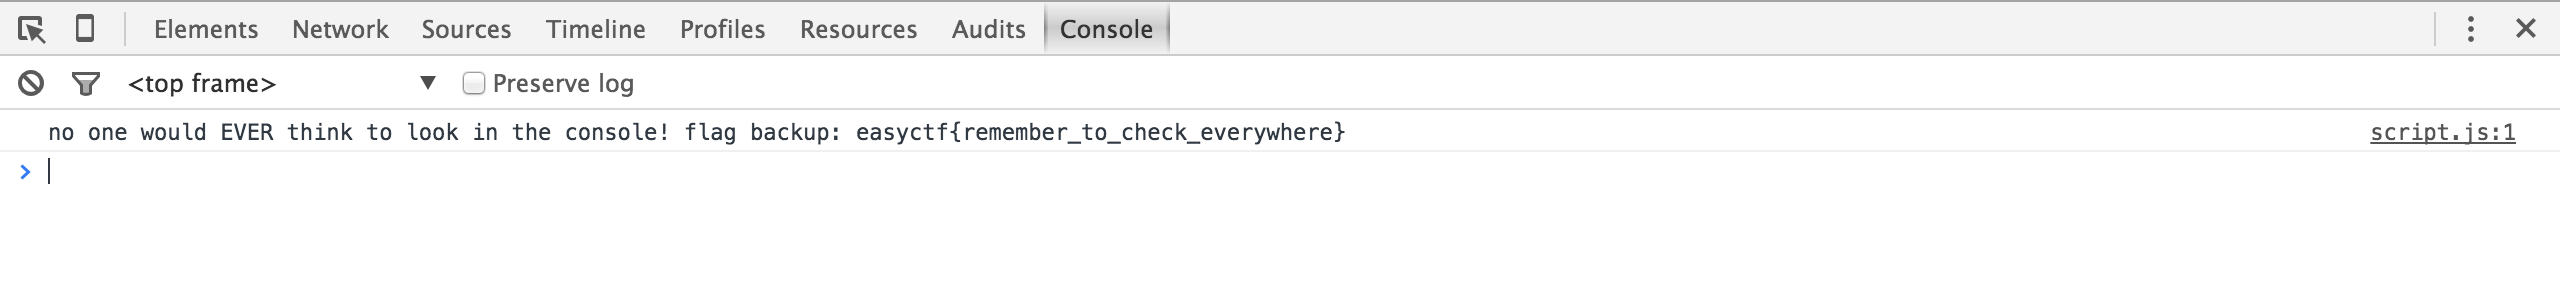 Elements Network Sources Timeline Profiles Resources Audits Console
<top frame> ▼ Preserve log
no one would EVER think to look in the console! flag backup: easyctf{remember_to_check_everywhere} script.js:1
>